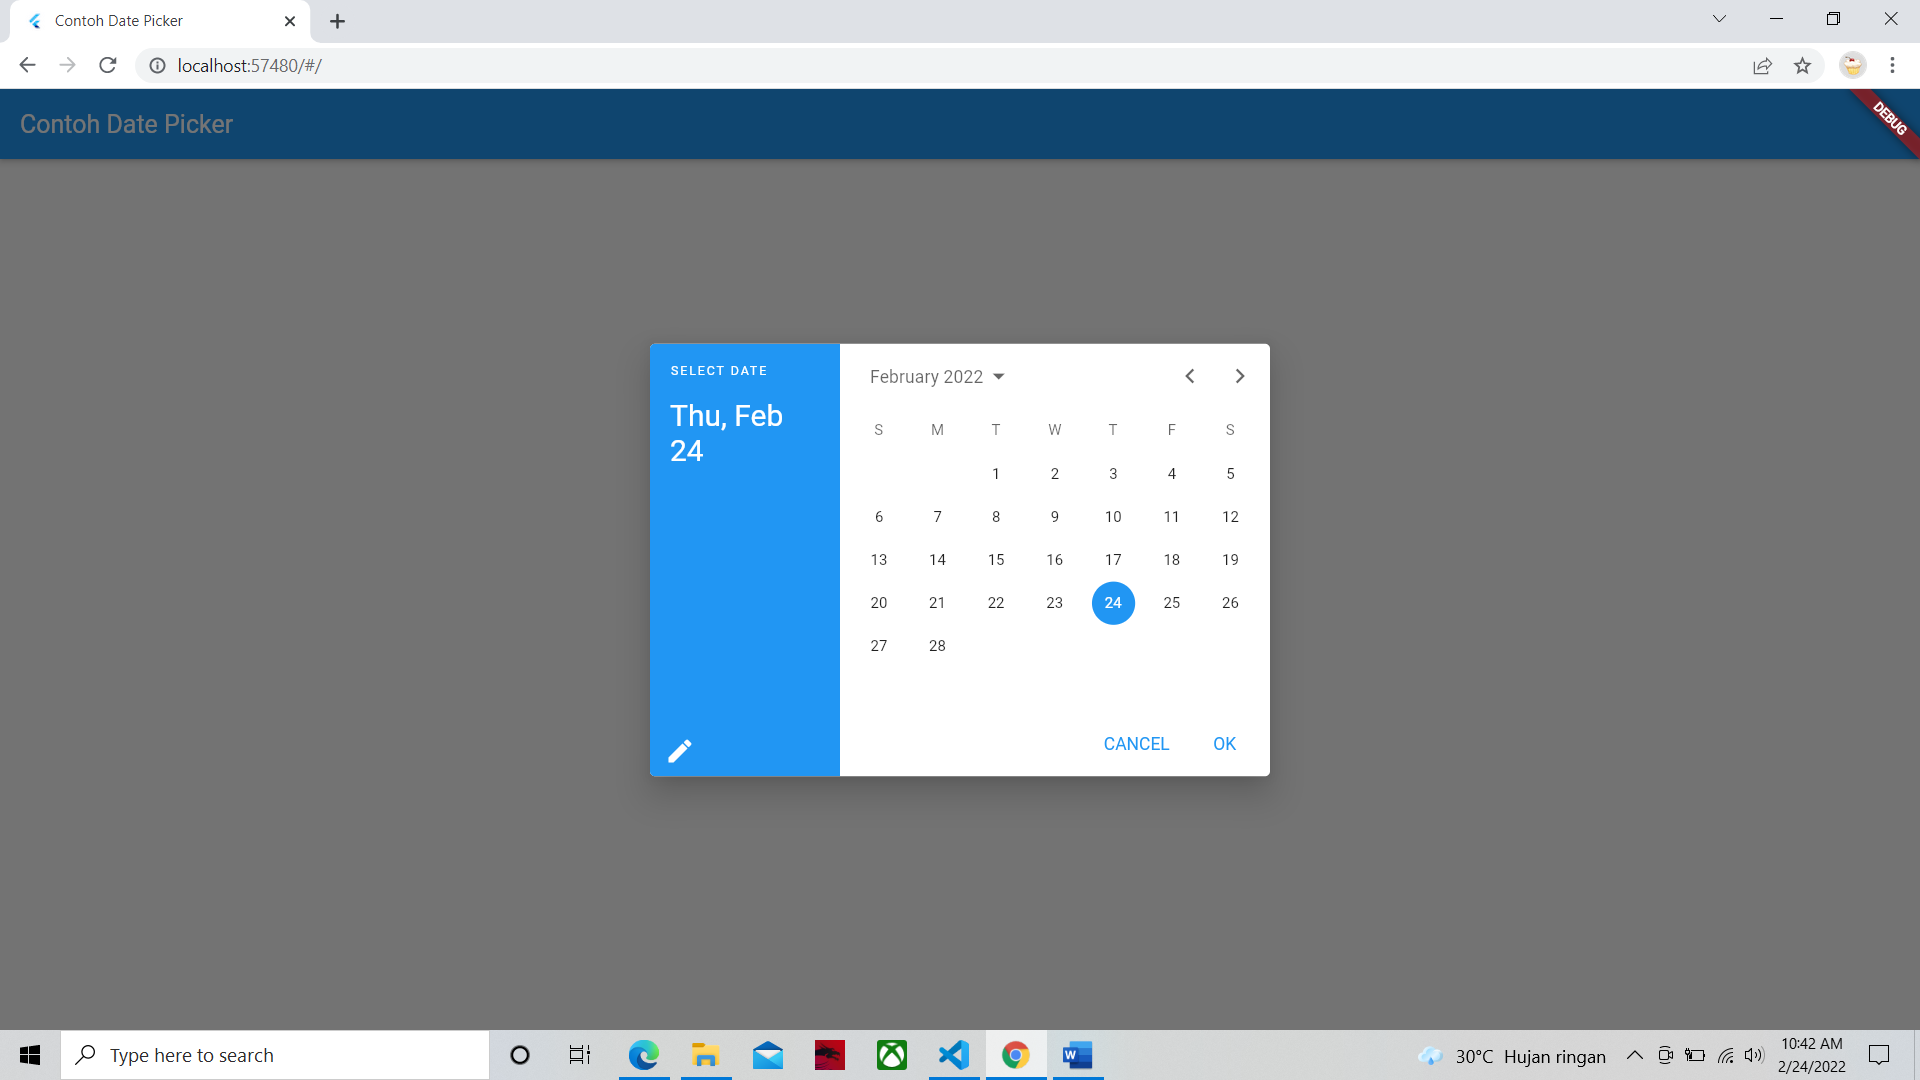 Contoh Date Picker
localhost:57480/#/
Contoh Date Picker
DEBUG
SELECT DATE
Thu, Feb
24
February 2022
S M T W T F S
1 2 3 4 5
6 7 8 9 10 11 12
13 14 15 16 17 18 19
20 21 22 23 24 25 26
27 28
CANCEL OK
Type here to search
W
30°C Hujan ringan
10:42 AM
2/24/2022